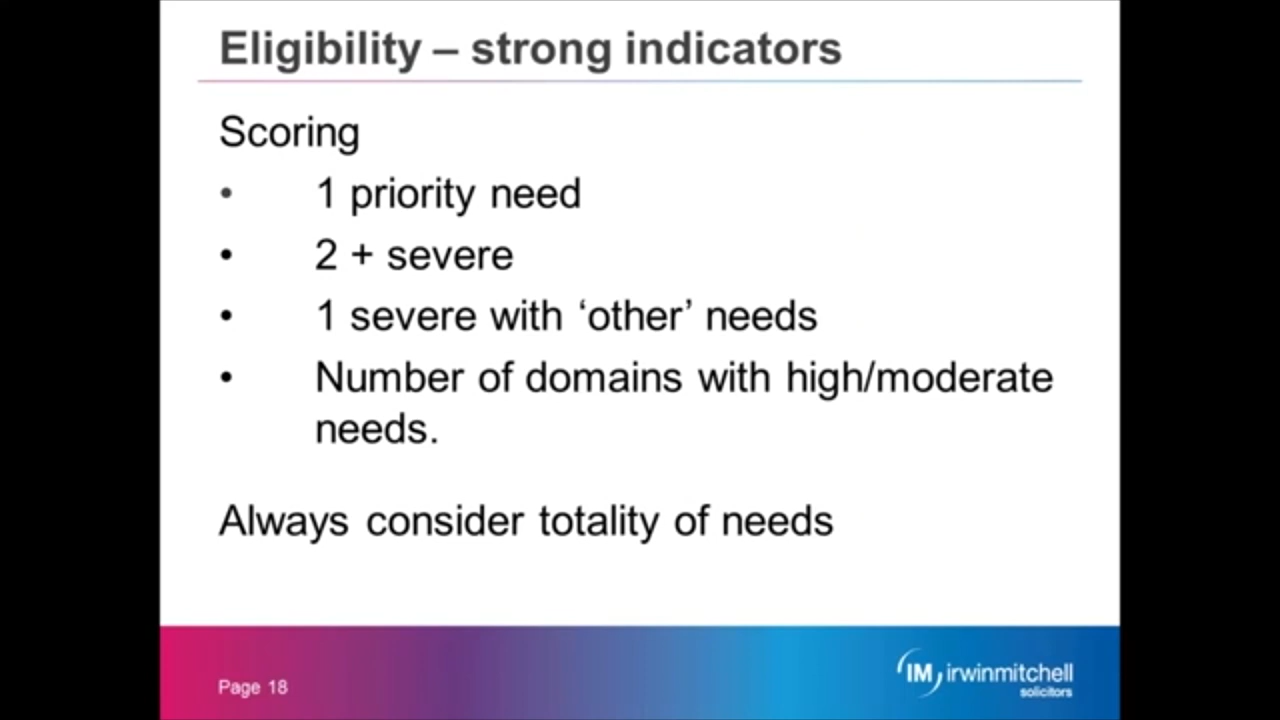 Eligibility – strong indicators
Scoring
• 1 priority need
• 2 + severe
• 1 severe with ‘other’ needs
• Number of domains with high/moderate
needs.
Always consider totality of needs
Page 18
IM irwinmitchell
solicitors